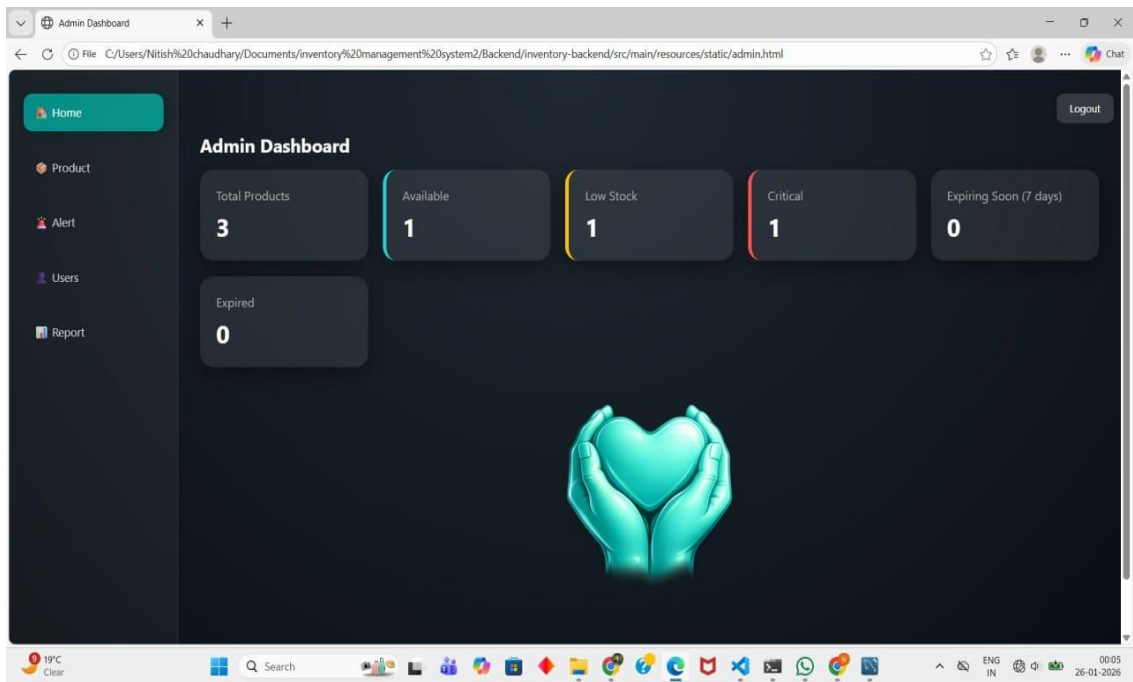 Admin Dashboard
File C:/Users/Nitish%20chaudhary/Documents/inventory%20management%20system2/Backend/inventory-backend/src/main/resources/static/admin.html
Chat
Home
Logout
Admin Dashboard
Product
Total Products
Available
Low Stock
Critical
Expiring Soon (7 days)
3
1
1
1
0
Alert
Users
Expired
0
Report
9
19°C
Clear
Search
ENG
IN
00:05
26-01-2026